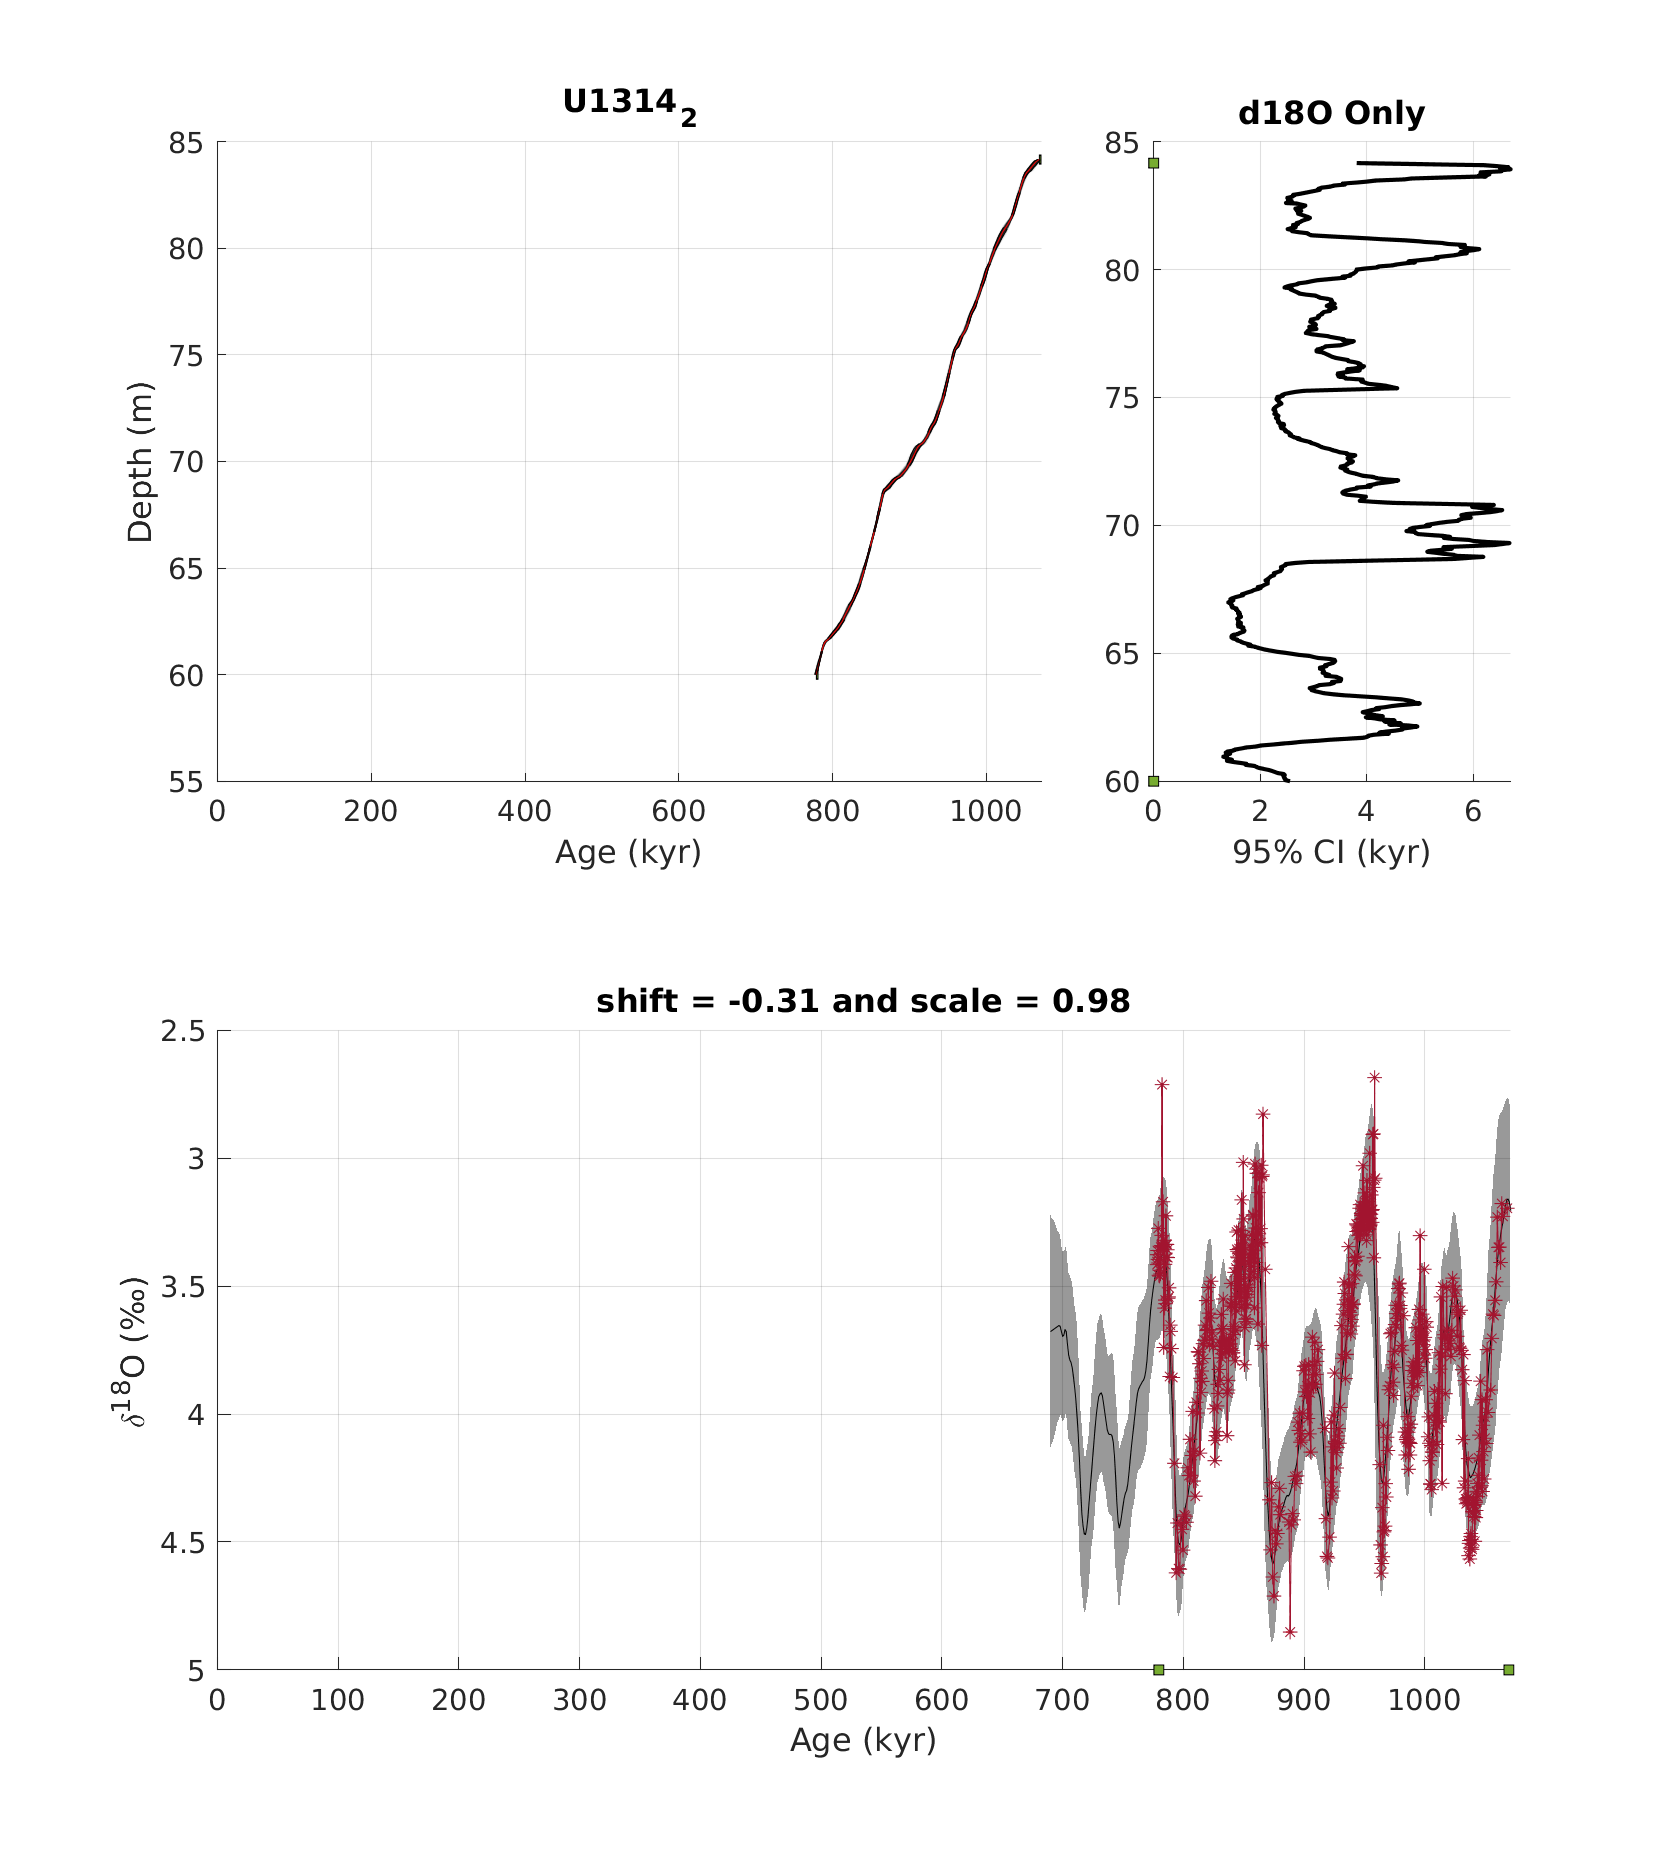 U1314₂
d18O Only
85
80
75
70
65
60
55
Depth (m)
0 200 400 600 800 1000
Age (kyr)
85
80
75
70
65
60
0 2 4 6
95% CI (kyr)
shift = -0.31 and scale = 0.98
2.5
3
3.5
4
4.5
5
δ¹⁸O (‰)
0 100 200 300 400 500 600 700 800 900 1000
Age (kyr)